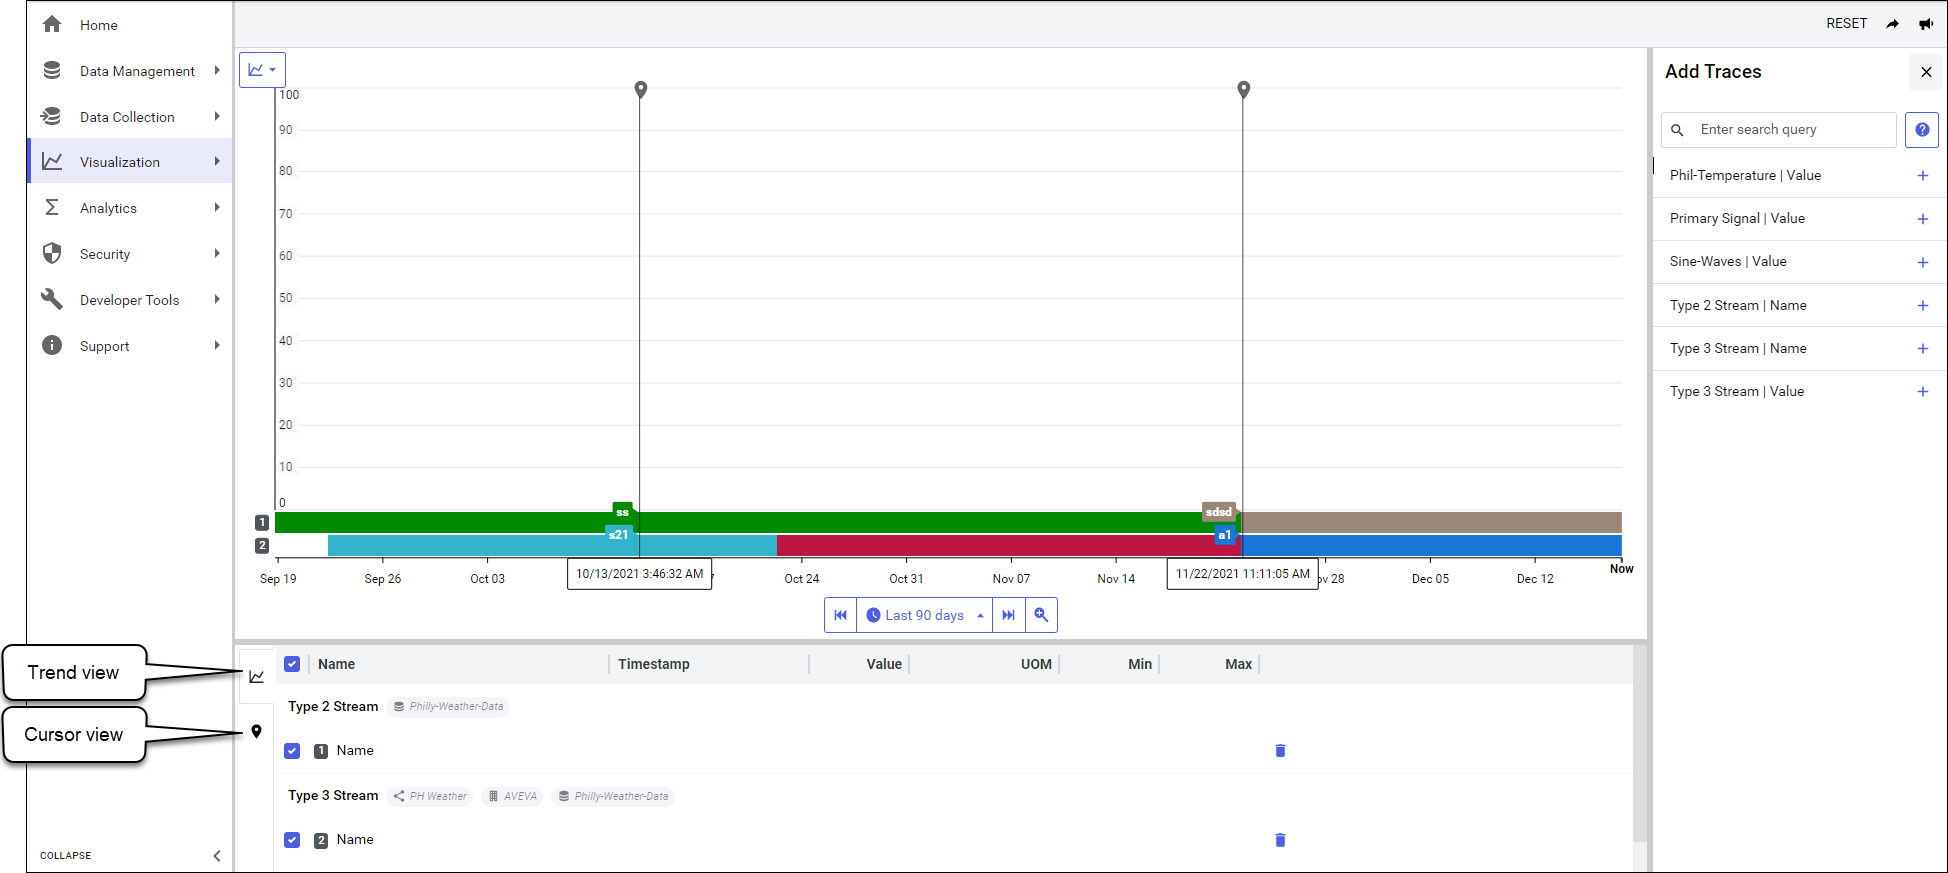 Home
Data Management
Data Collection
Visualization
Analytics
Security
Developer Tools
Support
COLLAPSE
Trend view
Cursor view
RESET
100
90
80
70
60
50
40
30
20
10
0
ss
sdsd
1
s21
a1
2
Sep 19
Sep 26
Oct 03
10/13/2021 3:46:32 AM
Oct 24
Oct 31
Nov 07
Nov 14
11/22/2021 11:11:05 AM
ov 28
Dec 05
Dec 12
Now
Last 90 days
Name Timestamp Value UOM Min Max
Type 2 Stream Philly-Weather-Data
1 Name
Type 3 Stream PH Weather AVEVA Philly-Weather-Data
2 Name
Add Traces
Enter search query
Phil-Temperature | Value
Primary Signal | Value
Sine-Waves | Value
Type 2 Stream | Name
Type 3 Stream | Name
Type 3 Stream | Value